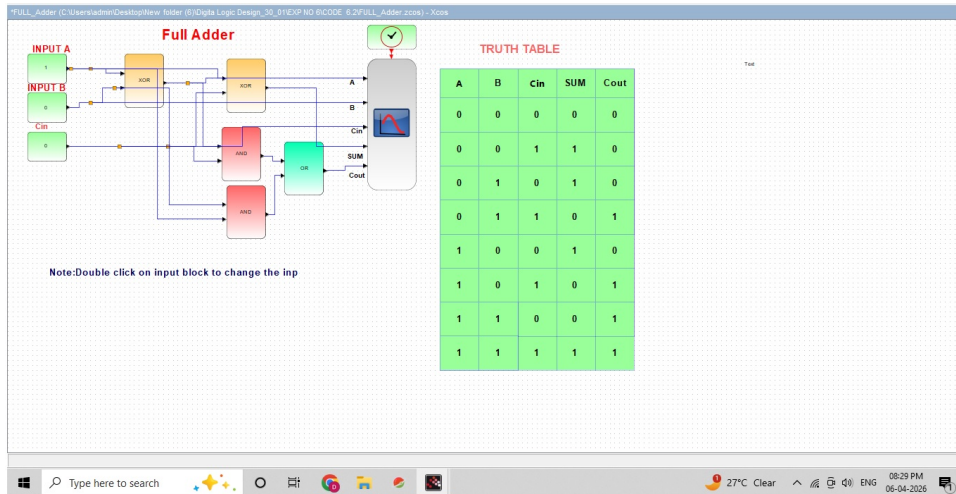 *FULL_Adder (C:\Users\admin\Desktop\New folder (6)\Digita Logic Design_30_01\EXP NO 6\CODE 6.2\FULL_Adder.zcos) - Xcos
Full Adder
INPUT A
1
INPUT B
0
Cin
0
XOR
XOR
AND
AND
OR
A
B
Cin
SUM
Cout
Note:Double click on input block to change the inp
TRUTH TABLE
Text
A B Cin SUM Cout
0 0 0 0 0
0 0 1 1 0
0 1 0 1 0
0 1 1 0 1
1 0 0 1 0
1 0 1 0 1
1 1 0 0 1
1 1 1 1 1
Type here to search
27°C Clear
ENG
08:29 PM
06-04-2026
1